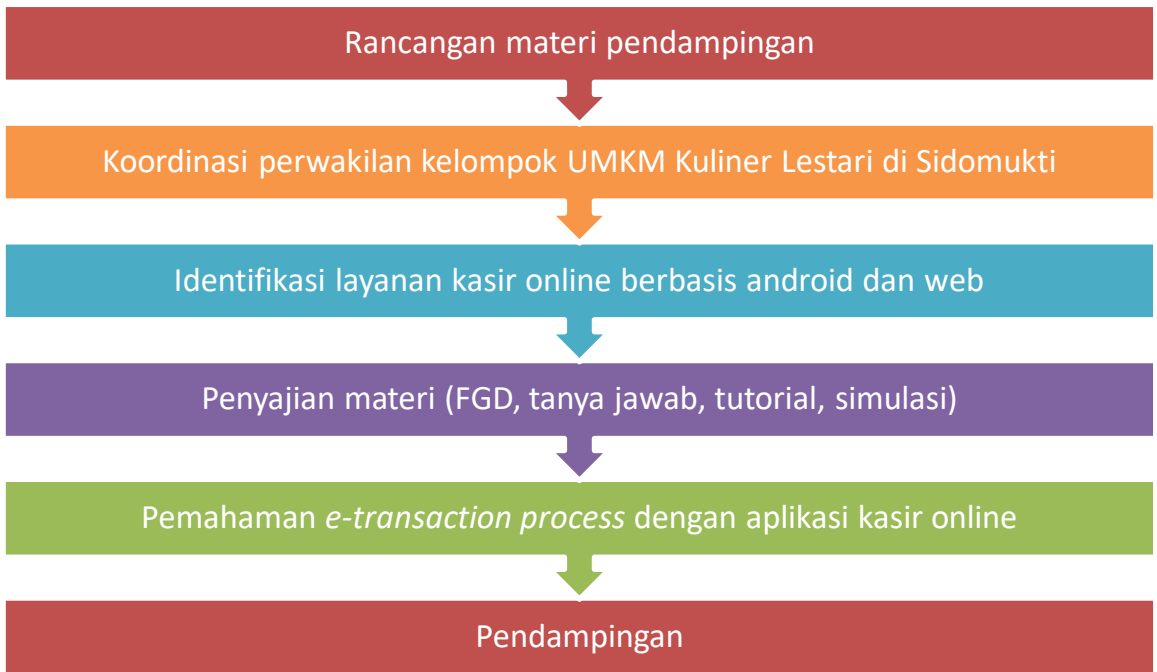 Rancangan materi pendampingan
Koordinasi perwakilan kelompok UMKM Kuliner Lestari di Sidomukti
Identifikasi layanan kasir online berbasis android dan web
Penyajian materi (FGD, tanya jawab, tutorial, simulasi)
Pemahaman e-transaction process dengan aplikasi kasir online
Pendampingan